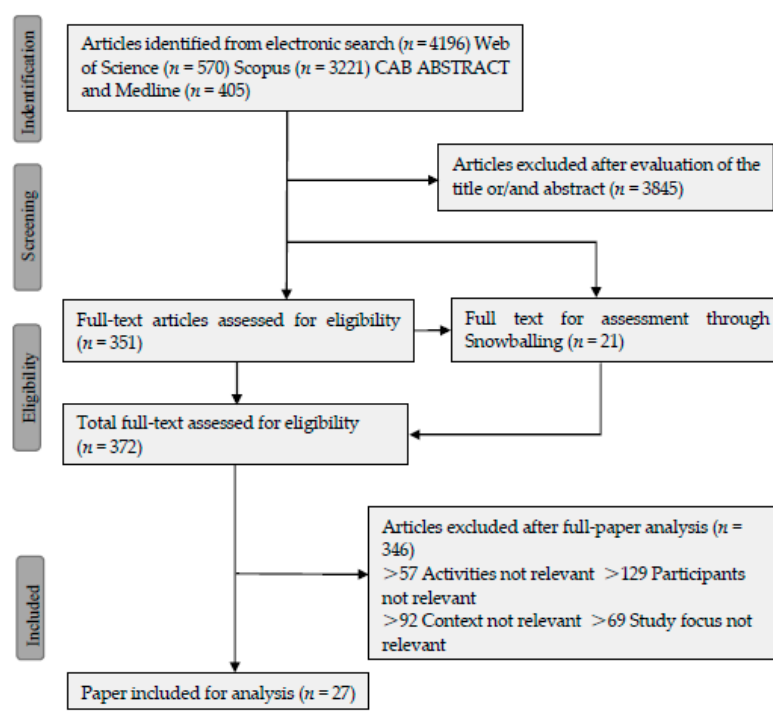 Indentification
Articles identified from electronic search (n = 4196) Web
of Science (n = 570) Scopus (n = 3221) CAB ABSTRACT
and Medline (n = 405)
Screening
Articles excluded after evaluation of the
title or/and abstract (n = 3845)
Eligibility
Full-text articles assessed for eligibility
(n = 351)
Full text for assessment through
Snowballing (n = 21)
Total full-text assessed for eligibility
(n = 372)
Included
Articles excluded after full-paper analysis (n =
346)
>57 Activities not relevant >129 Participants
not relevant
>92 Context not relevant >69 Study focus not
relevant
Paper included for analysis (n = 27)